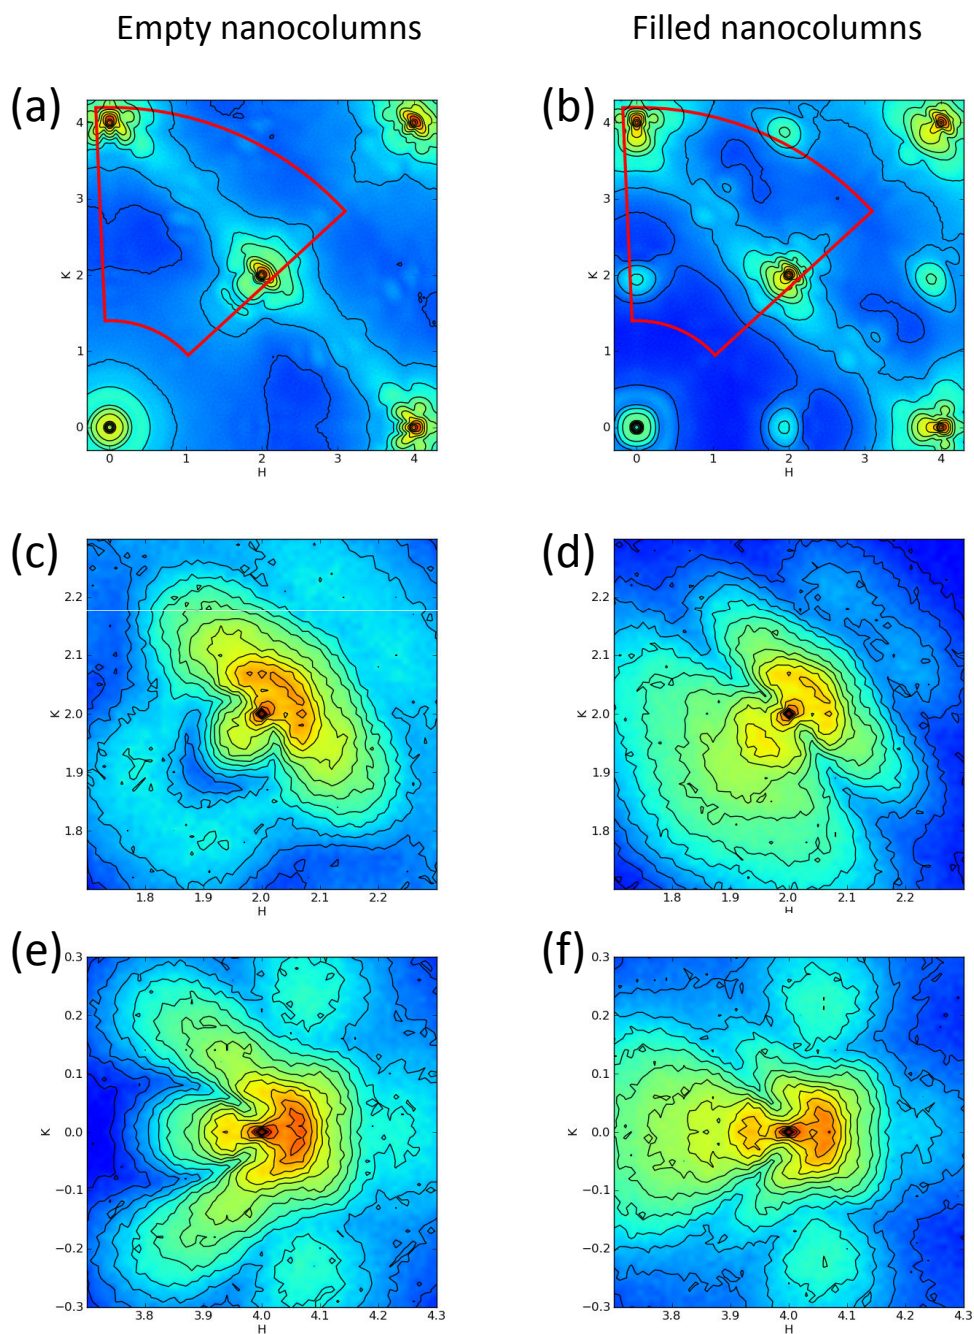 Empty nanocolumns
Filled nanocolumns
(a)
(b)
4
3
2
1
0
K
0 1 2 3 4
H
4
3
2
1
0
K
0 1 2 3 4
H
(c)
(d)
2.2
2.1
2.0
1.9
1.8
K
1.8 1.9 2.0 2.1 2.2
H
2.2
2.1
2.0
1.9
1.8
K
1.8 1.9 2.0 2.1 2.2
H
(e)
(f)
0.3
0.2
0.1
0.0
−0.1
−0.2
−0.3
K
3.8 3.9 4.0 4.1 4.2 4.3
H
0.3
0.2
0.1
0.0
−0.1
−0.2
−0.3
K
3.8 3.9 4.0 4.1 4.2 4.3
H